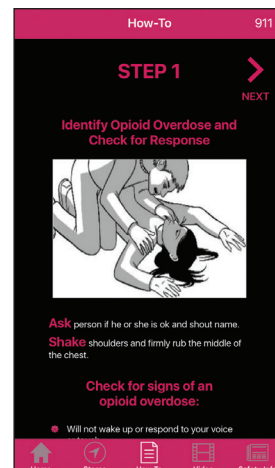 How-To 911
STEP 1
NEXT
Identify Opioid Overdose and
Check for Response
Ask person if he or she is ok and shout name.
Shake shoulders and firmly rub the middle of
the chest.
Check for signs of an
opioid overdose:
Will not wake up or respond to your voice